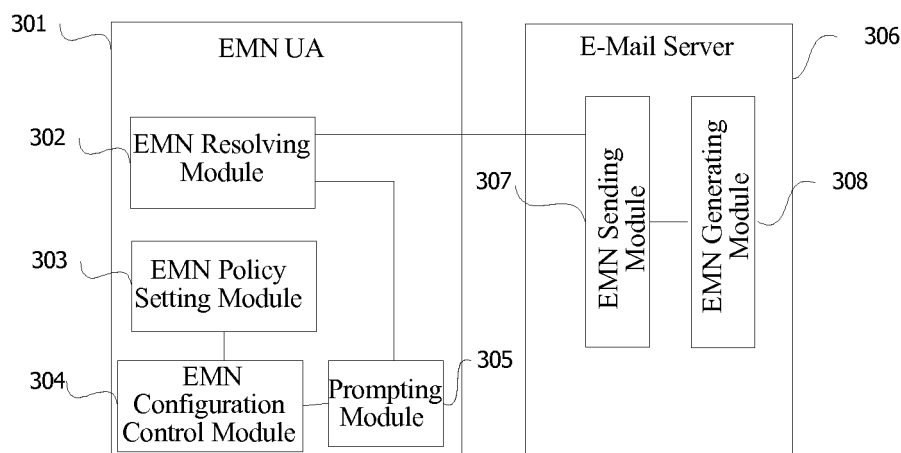 301
EMN UA
302
EMN Resolving
Module
303
EMN Policy
Setting Module
304
EMN
Configuration
Control Module
305
Prompting
Module
E-Mail Server
306
307
EMN Sending
Module
EMN Generating
Module
308